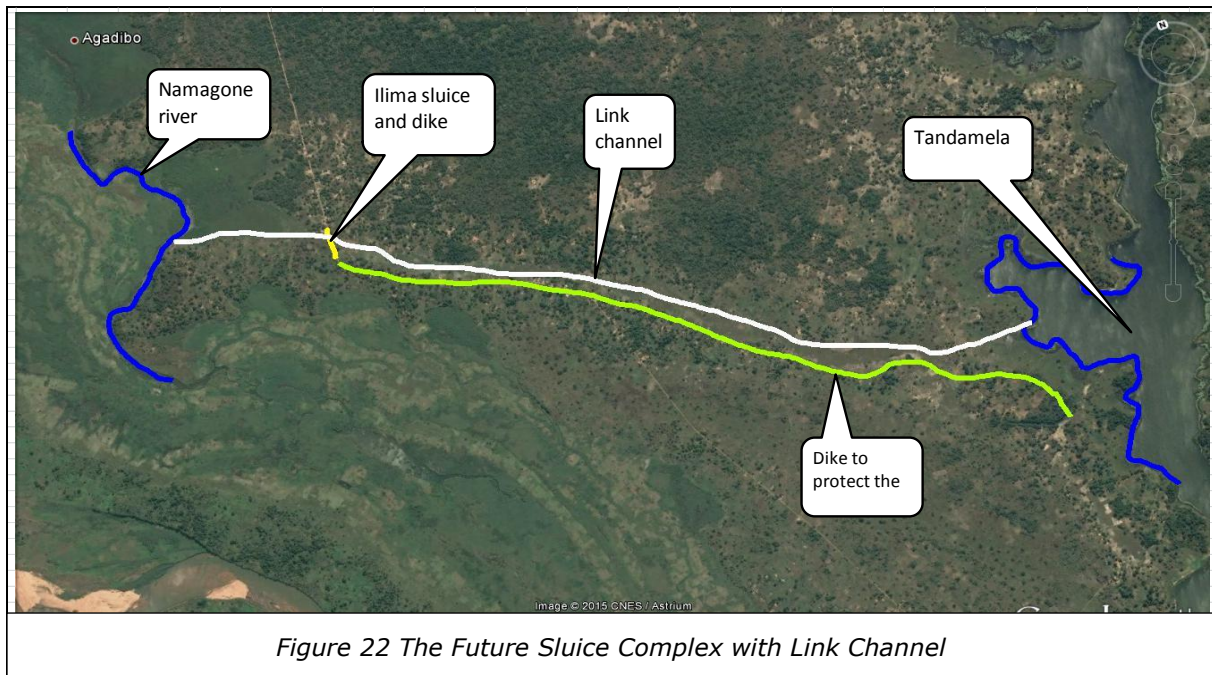 Agadibo
Namagone
river
Ilima sluice
and dike
Link
channel
Tandamela
Dike to
protect the
Image © 2015 CNES / Astrium
Figure 22 The Future Sluice Complex with Link Channel